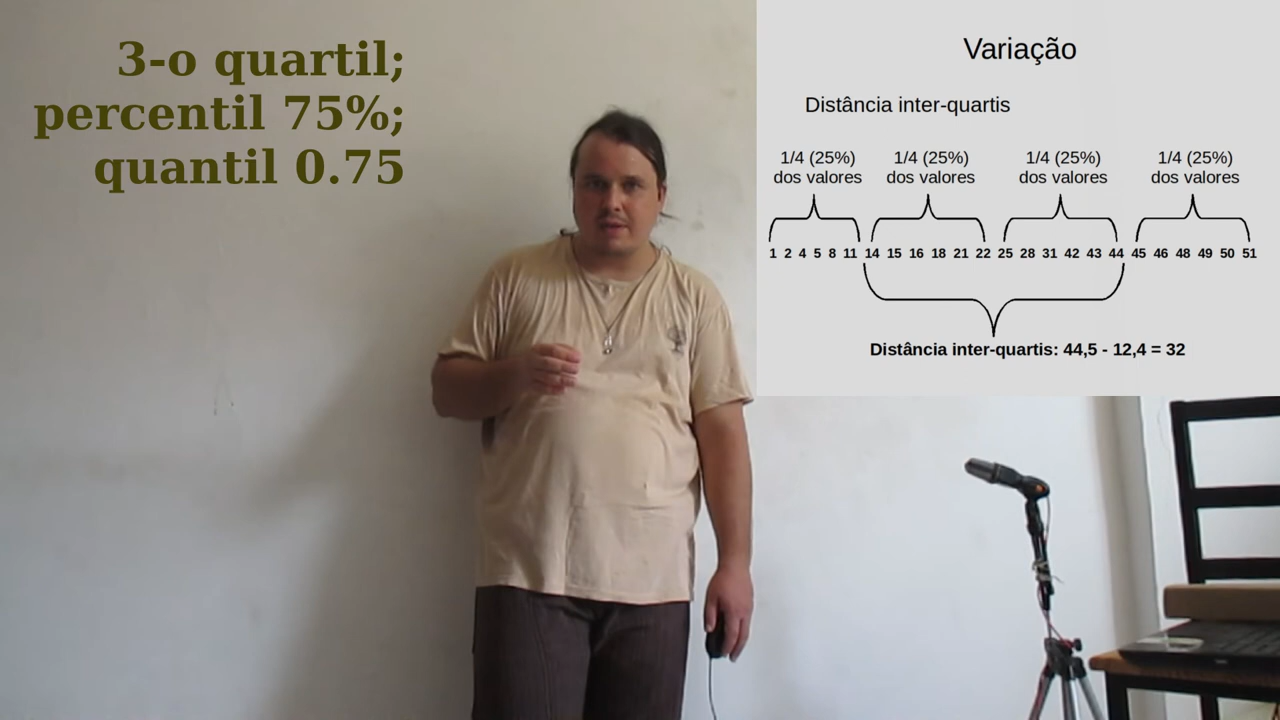 3-o quartil;
percentil 75%;
quantil 0.75
Variação
Distância inter-quartis
1/4 (25%) 1/4 (25%) 1/4 (25%) 1/4 (25%)
dos valores dos valores dos valores dos valores
1 2 4 5 8 11 14 15 16 18 21 22 25 28 31 42 43 44 45 46 48 49 50 51
Distância inter-quartis: 44,5 - 12,4 = 32